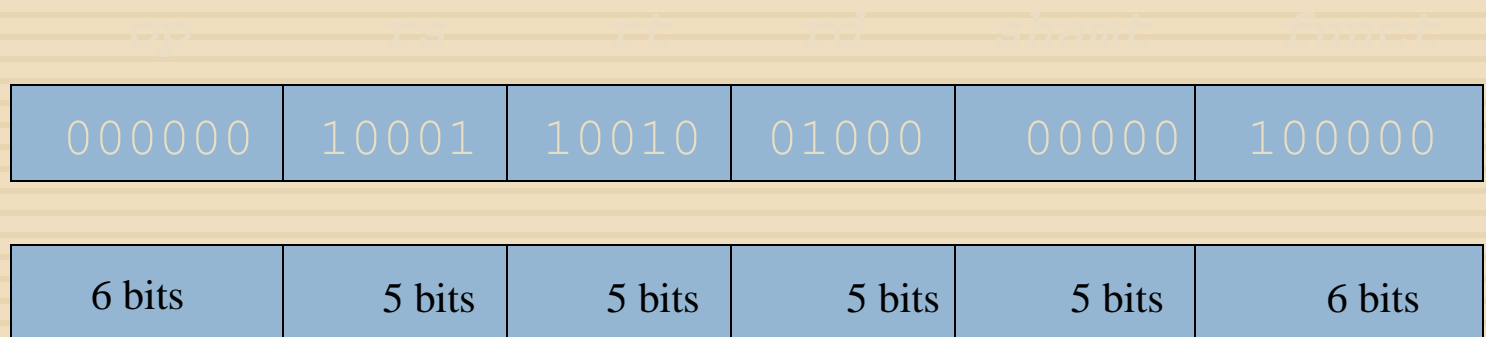 op rs rt rd shamt funct
000000 10001 10010 01000 00000 100000
6 bits 5 bits 5 bits 5 bits 5 bits 6 bits